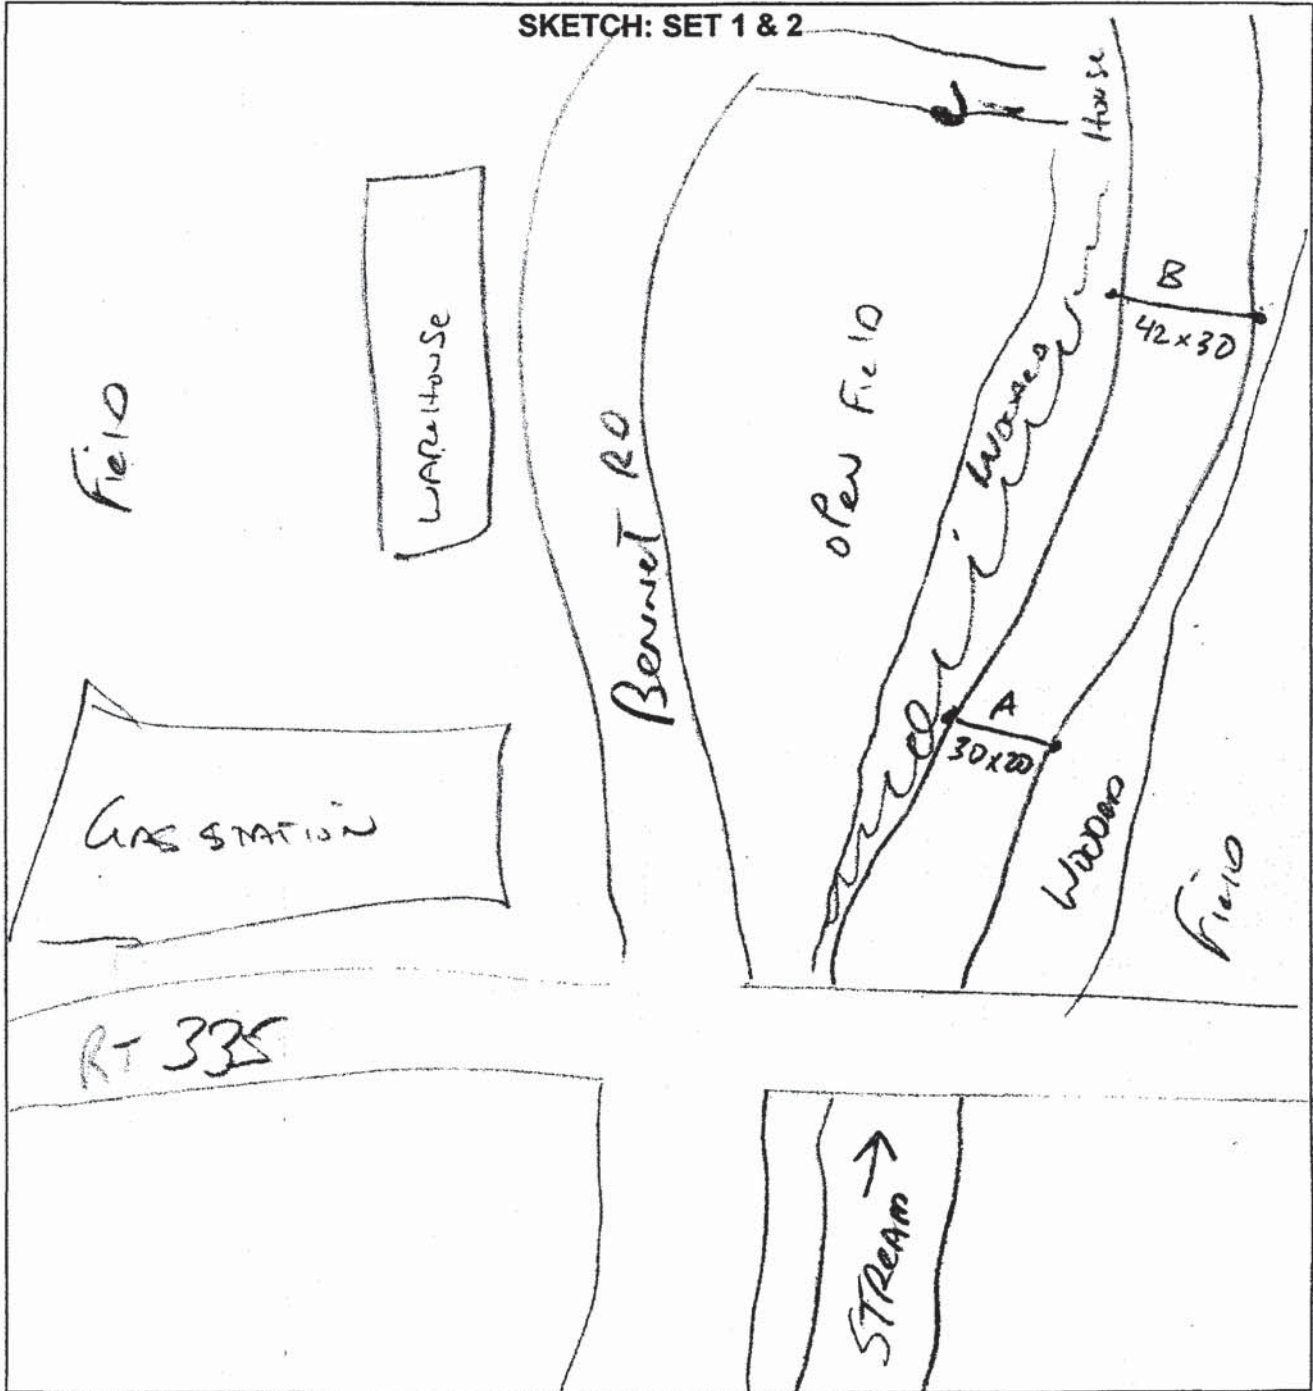 SKETCH: SET 1 & 2
House
B
42 x 30
WAREHOUSE
Field
OPEN Field
WOODED
Bennet RD
A
30 x 20
GAS STATION
WOODED
Field
RT 335
STREAM